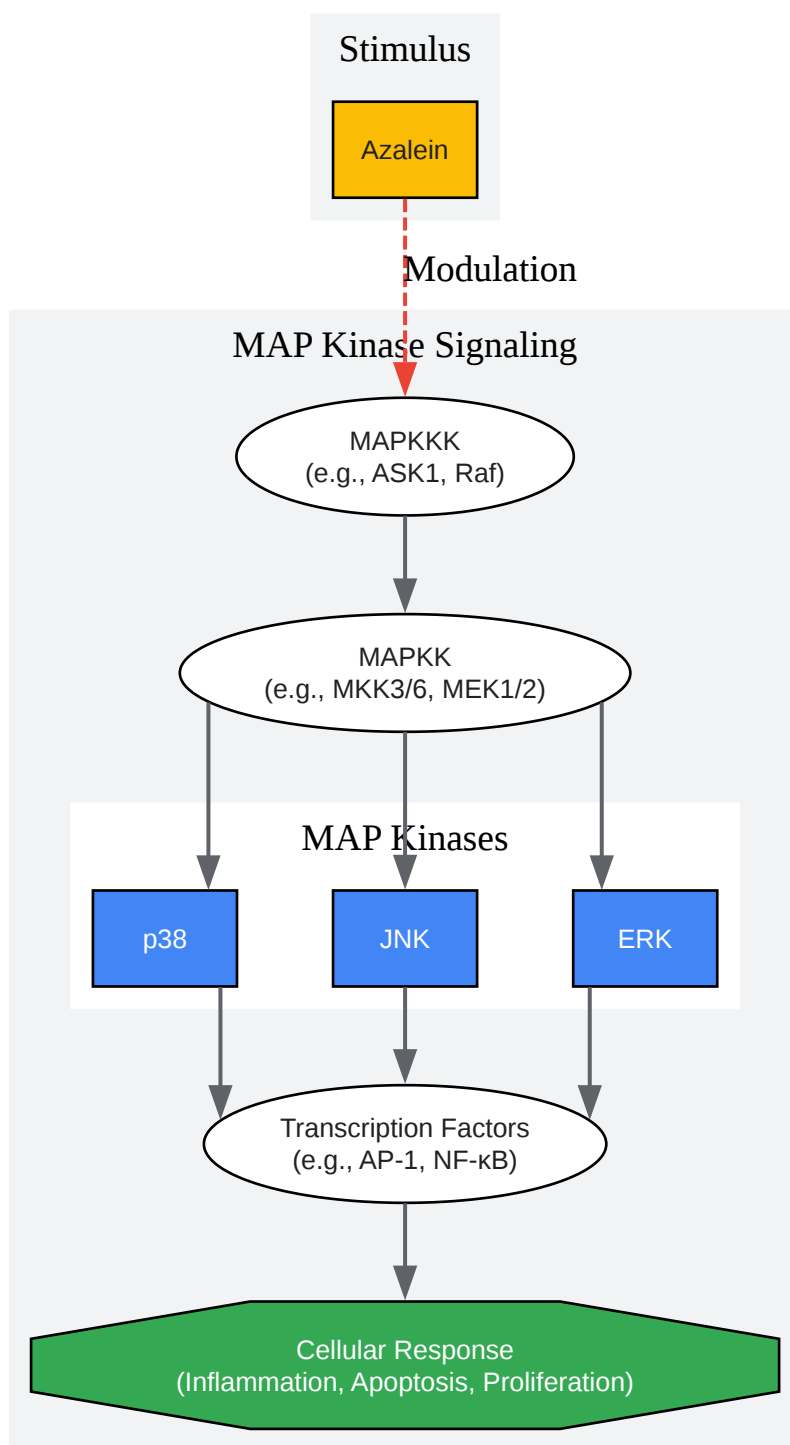 Stimulus
Azalein
Modulation
MAP Kinase Signaling
MAPKKK
(e.g., ASK1, Raf)
MAPKK
(e.g., MKK3/6, MEK1/2)
MAP Kinases
p38
JNK
ERK
Transcription Factors
(e.g., AP-1, NF-κB)
Cellular Response
(Inflammation, Apoptosis, Proliferation)